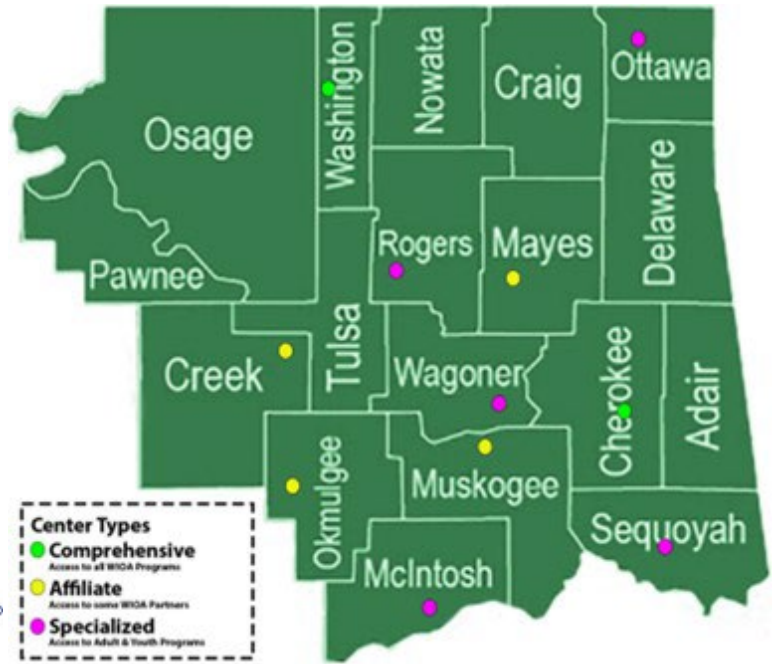 Ottawa
Craig
Nowata
Washington
Osage
Delaware
Rogers
Mayes
Pawnee
Tulsa
Creek
Wagoner
Cherokee
Adair
Okmulgee
Muskogee
Sequoyah
McIntosh
Center Types
Comprehensive
Access to all WIOA Programs
Affiliate
Access to some WIOA Partners
Specialized
Access to Adult & Youth Programs